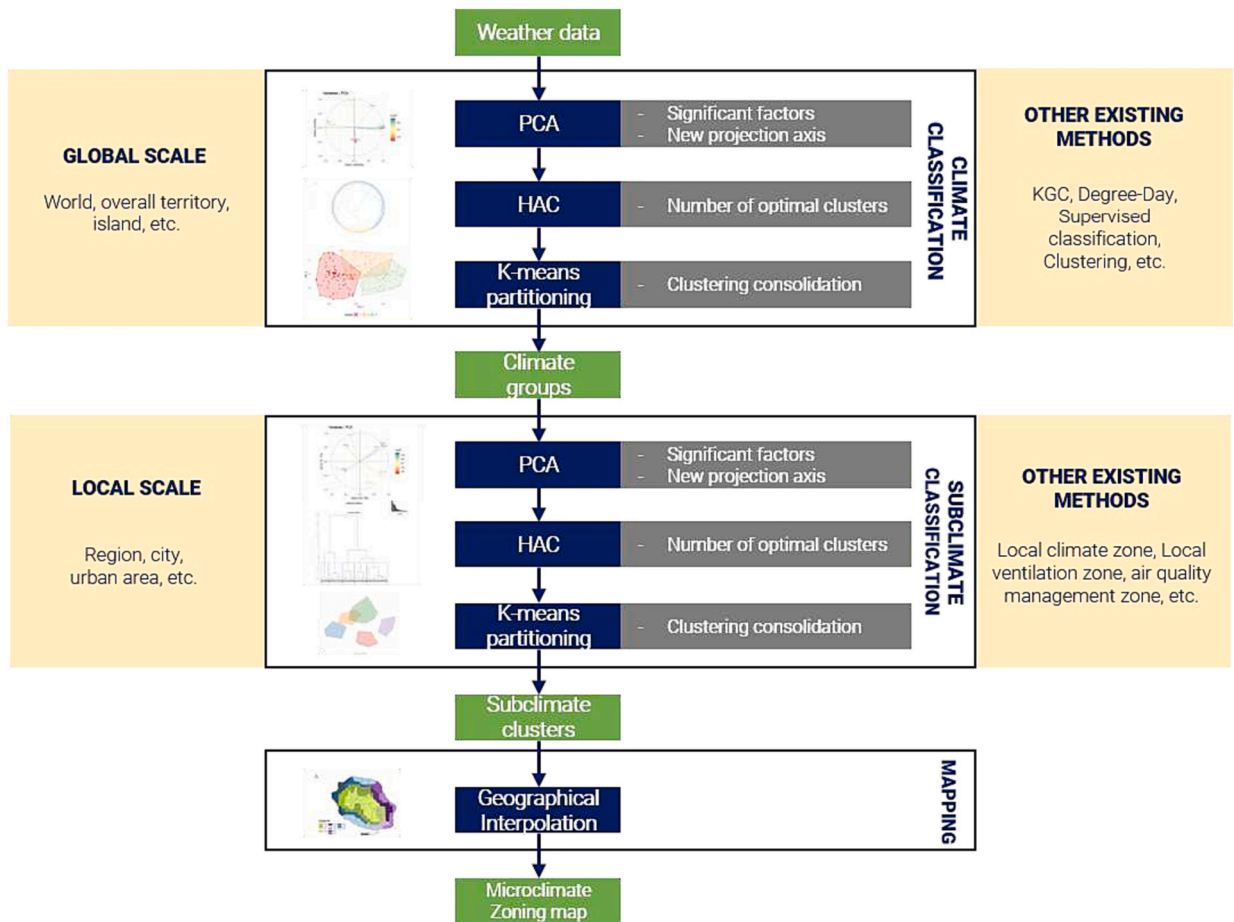 Weather data
GLOBAL SCALE
World, overall territory,
island, etc.
PCA
- Significant factors
- New projection axis
HAC
- Number of optimal clusters
K-means
partitioning
- Clustering consolidation
CLIMATE
CLASSIFICATION
OTHER EXISTING
METHODS
KGC, Degree-Day,
Supervised
classification,
Clustering, etc.
Climate
groups
LOCAL SCALE
Region, city,
urban area, etc.
PCA
- Significant factors
- New projection axis
HAC
- Number of optimal clusters
K-means
partitioning
- Clustering consolidation
SUBCLIMATE
CLASSIFICATION
OTHER EXISTING
METHODS
Local climate zone, Local
ventilation zone, air quality
management zone, etc.
Subclimate
clusters
Geographical
Interpolation
MAPPING
Microclimate
Zoning map